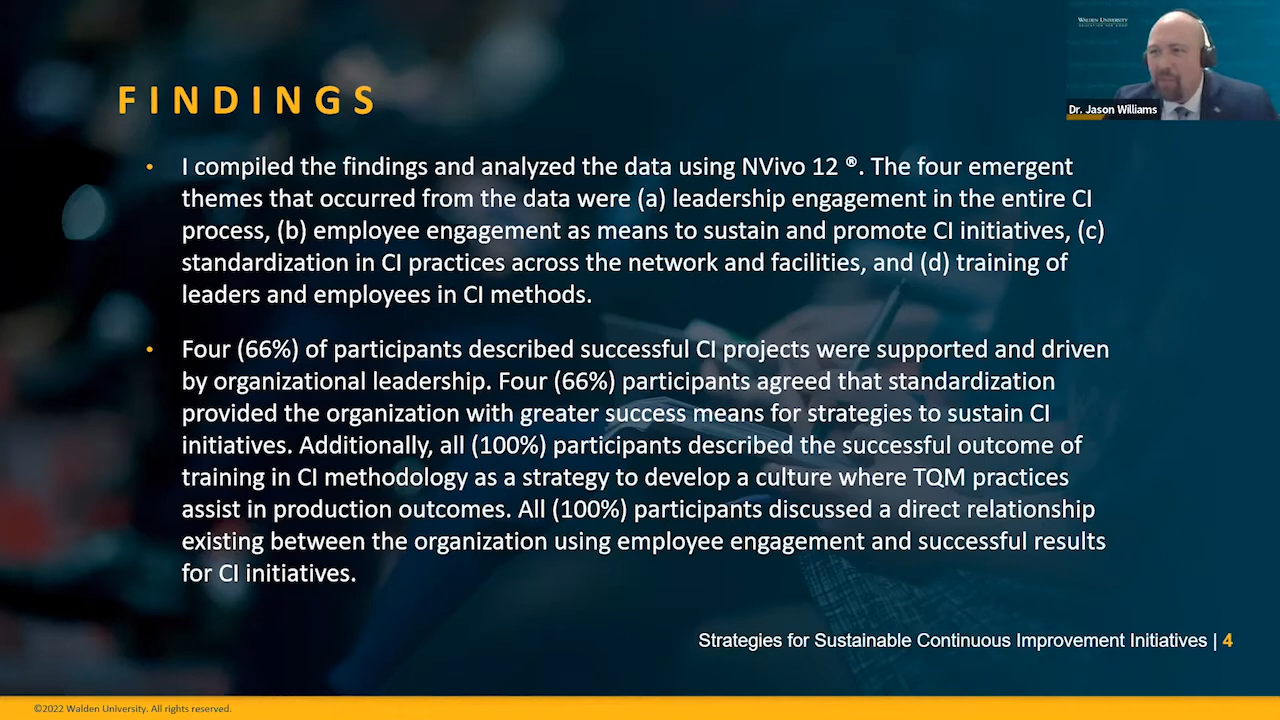 WALDEN UNIVERSITY
Dr. Jason Williams
FINDINGS
• I compiled the findings and analyzed the data using NVivo 12 ®. The four emergent
themes that occurred from the data were (a) leadership engagement in the entire CI
process, (b) employee engagement as means to sustain and promote CI initiatives, (c)
standardization in CI practices across the network and facilities, and (d) training of
leaders and employees in CI methods.
• Four (66%) of participants described successful CI projects were supported and driven
by organizational leadership. Four (66%) participants agreed that standardization
provided the organization with greater success means for strategies to sustain CI
initiatives. Additionally, all (100%) participants described the successful outcome of
training in CI methodology as a strategy to develop a culture where TQM practices
assist in production outcomes. All (100%) participants discussed a direct relationship
existing between the organization using employee engagement and successful results
for CI initiatives.
Strategies for Sustainable Continuous Improvement Initiatives | 4
©2022 Walden University. All rights reserved.